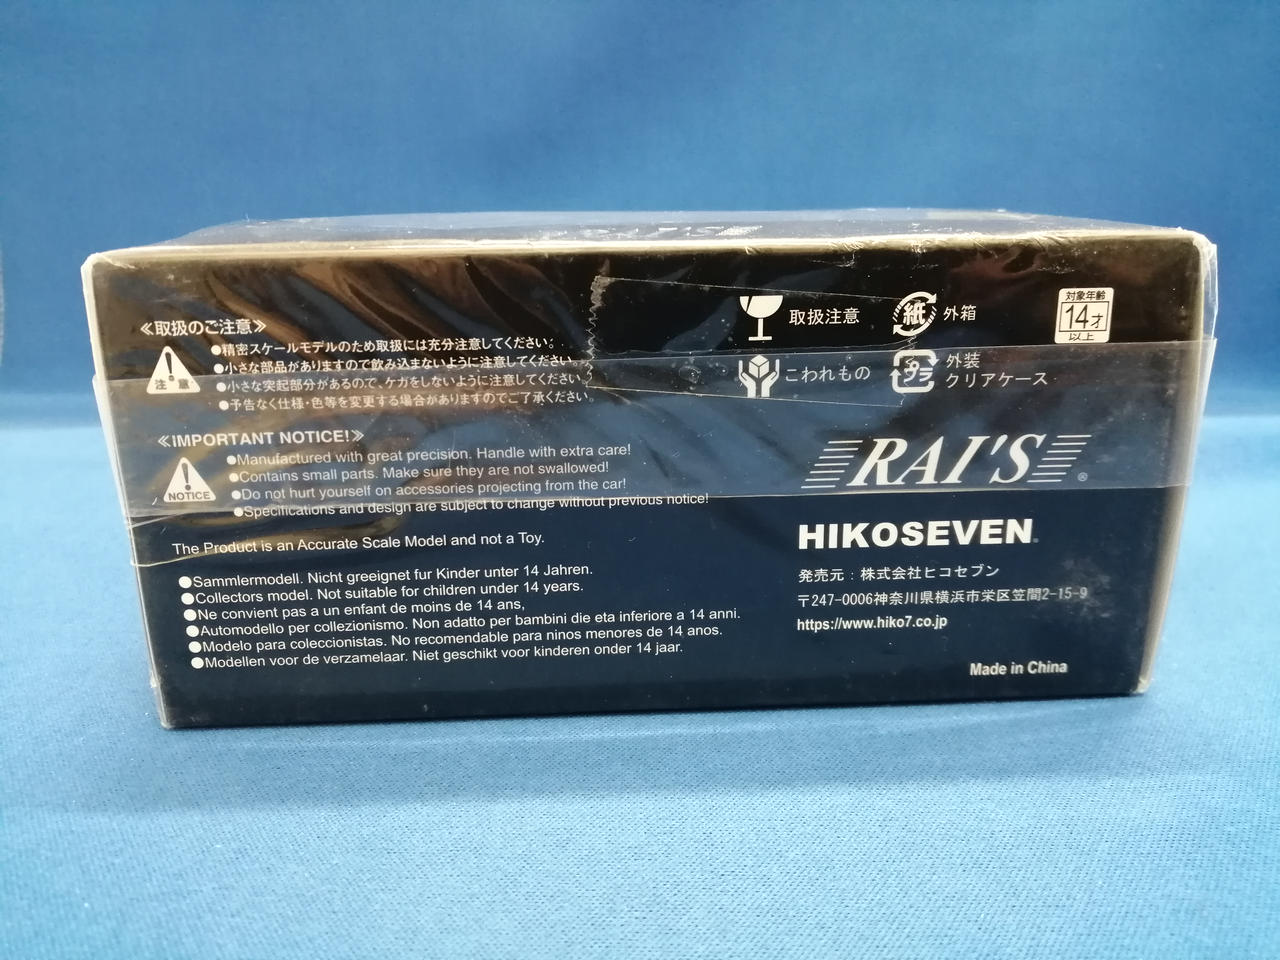 ≪取扱のご注意≫
注意
●精密スケールモデルのため取扱には充分注意してください。
●小さな部品がありますので飲み込まないように注意してください。
●小さな突起部分があるので、ケガをしないように注意してください。
●予告なく仕様・色等を変更する場合がありますのでご了承ください。
≪IMPORTANT NOTICE!≫
NOTICE
●Manufactured with great precision. Handle with extra care!
●Contains small parts. Make sure they are not swallowed!
●Do not hurt yourself on accessories projecting from the car!
●Specifications and design are subject to change without previous notice!
The Product is an Accurate Scale Model and not a Toy.
●Sammlermodell. Nicht greeignet fur Kinder unter 14 Jahren.
●Collectors model. Not suitable for children under 14 years.
●Ne convient pas a un enfant de moins de 14 ans,
●Automodello per collezionismo. Non adatto per bambini die eta inferiore a 14 anni.
●Modelo para coleccionistas. No recomendable para ninos menores de 14 anos.
●Modellen voor de verzamelaar. Niet geschikt voor kinderen onder 14 jaar.
取扱注意
紙 外箱
対象年齢
14才
以上
こわれもの
プラ 外装
クリアケース
RAI'S®
HIKOSEVEN
発売元：株式会社ヒコセブン
〒247-0006神奈川県横浜市栄区笠間2-15-9
https://www.hiko7.co.jp
Made in China